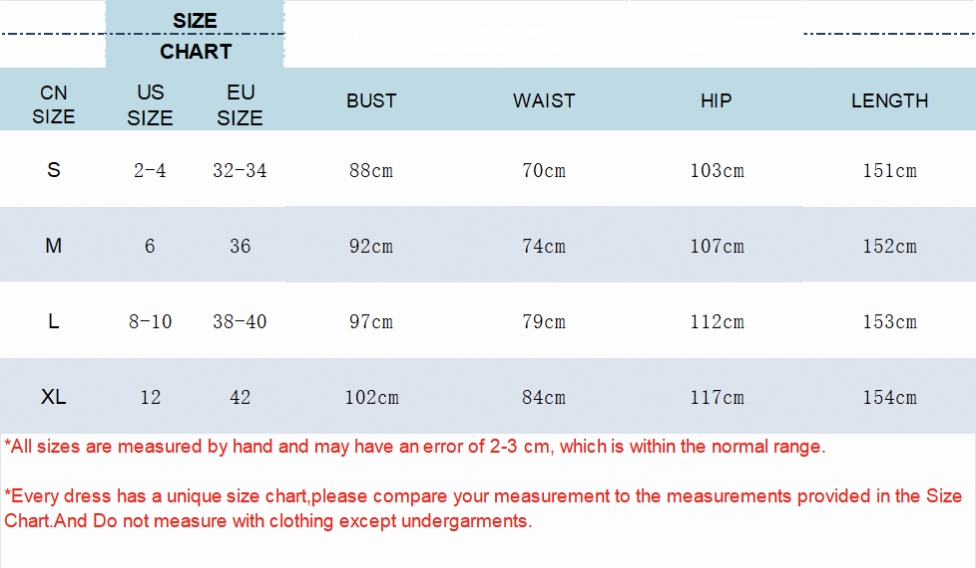 SIZE
CHART
CN SIZE US SIZE EU SIZE BUST WAIST HIP LENGTH
S 2-4 32-34 88cm 70cm 103cm 151cm
M 6 36 92cm 74cm 107cm 152cm
L 8-10 38-40 97cm 79cm 112cm 153cm
XL 12 42 102cm 84cm 117cm 154cm
*All sizes are measured by hand and may have an error of 2-3 cm, which is within the normal range.
*Every dress has a unique size chart,please compare your measurement to the measurements provided in the Size
Chart.And Do not measure with clothing except undergarments.